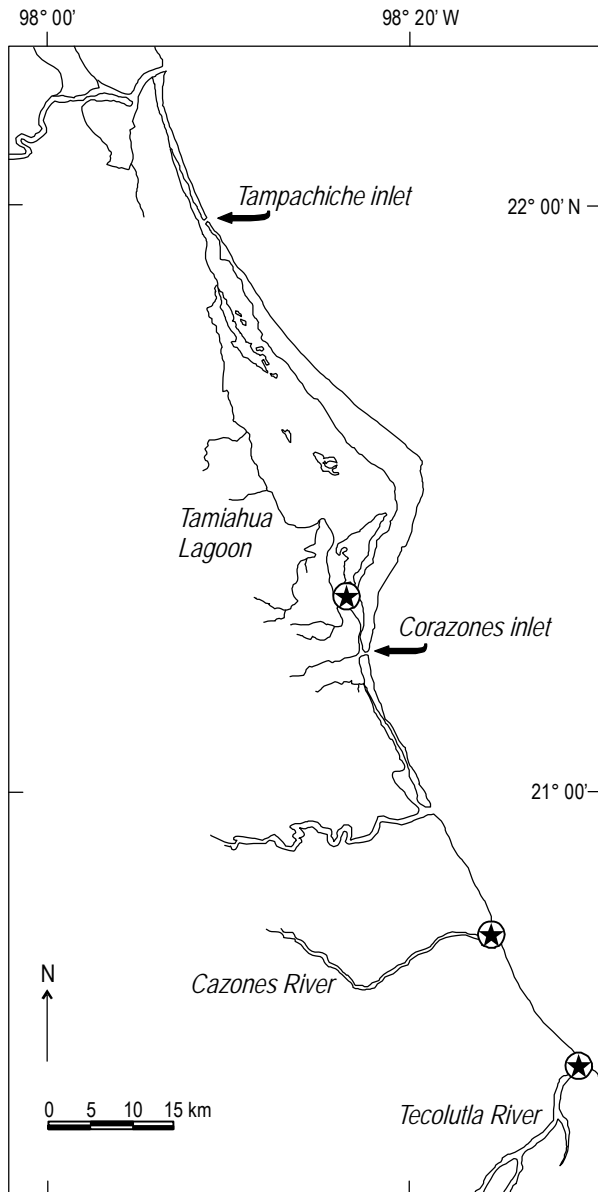 98° 00'
98° 20' W
Tampachiche inlet
22° 00' N
Tamiahua
Lagoon
Corazones inlet
21° 00'
Cazones River
N
0 5 10 15 km
Tecolutla River